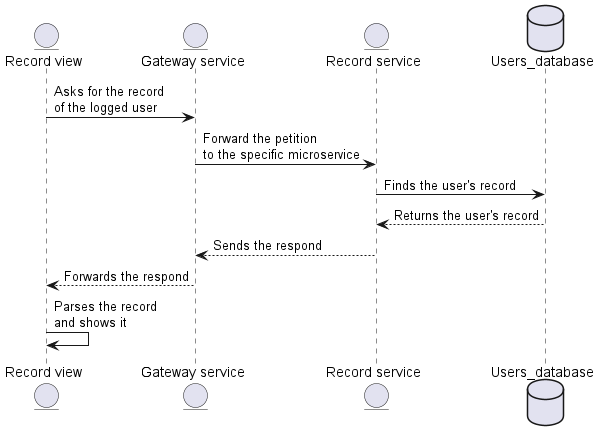 Record view
Gateway service
Record service
Users_database
Asks for the record
of the logged user
Forward the petition
to the specific microservice
Finds the user's record
Returns the user's record
Sends the respond
Forwards the respond
Parses the record
and shows it
Record view
Gateway service
Record service
Users_database